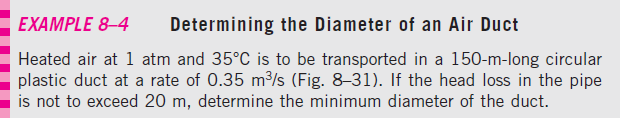 EXAMPLE 8–4 Determining the Diameter of an Air Duct
Heated air at 1 atm and 35°C is to be transported in a 150-m-long circular
plastic duct at a rate of 0.35 m³/s (Fig. 8–31). If the head loss in the pipe
is not to exceed 20 m, determine the minimum diameter of the duct.